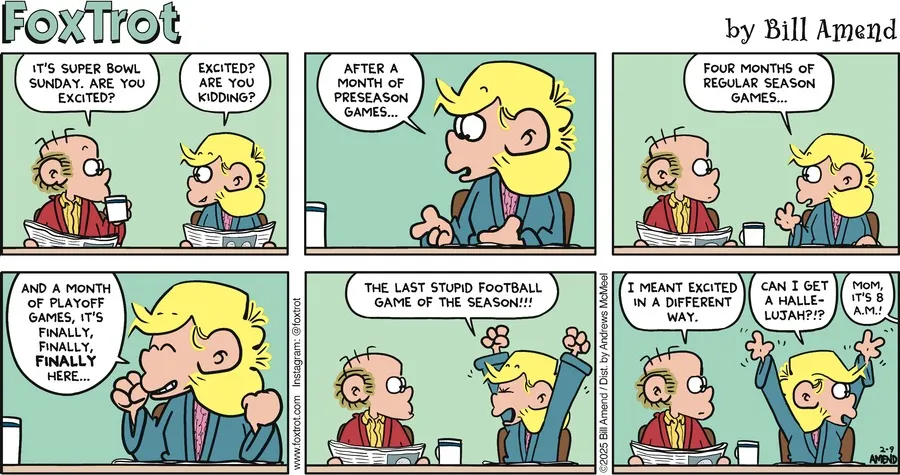 FOXTROT
by Bill Amend
IT'S SUPER BOWL
SUNDAY. ARE YOU
EXCITED?
EXCITED?
ARE YOU
KIDDING?
AFTER A
MONTH OF
PRESEASON
GAMES...
FOUR MONTHS OF
REGULAR SEASON
GAMES...
AND A MONTH
OF PLAYOFF
GAMES, IT'S
FINALLY,
FINALLY,
FINALLY
HERE...
www.foxtrot.com Instagram: @foxtrot
THE LAST STUPID FOOTBALL
GAME OF THE SEASON!!!
©2025 Bill Amend / Dist. by Andrews McMeel
I MEANT EXCITED
IN A DIFFERENT
WAY.
CAN I GET
A HALLE-
LUJAH?!?
MOM,
IT'S 8
A.M.!
2-9
AMEND